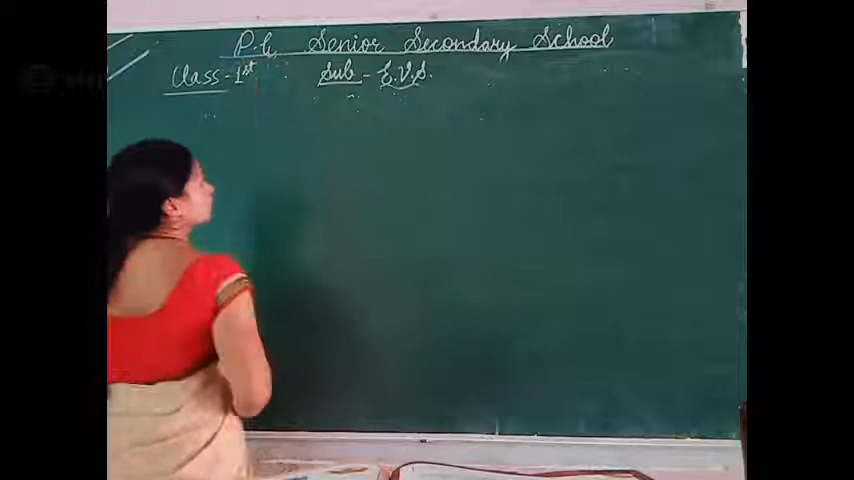 P.G. Senior Secondary School
Class - 1st Sub - E.V.S.